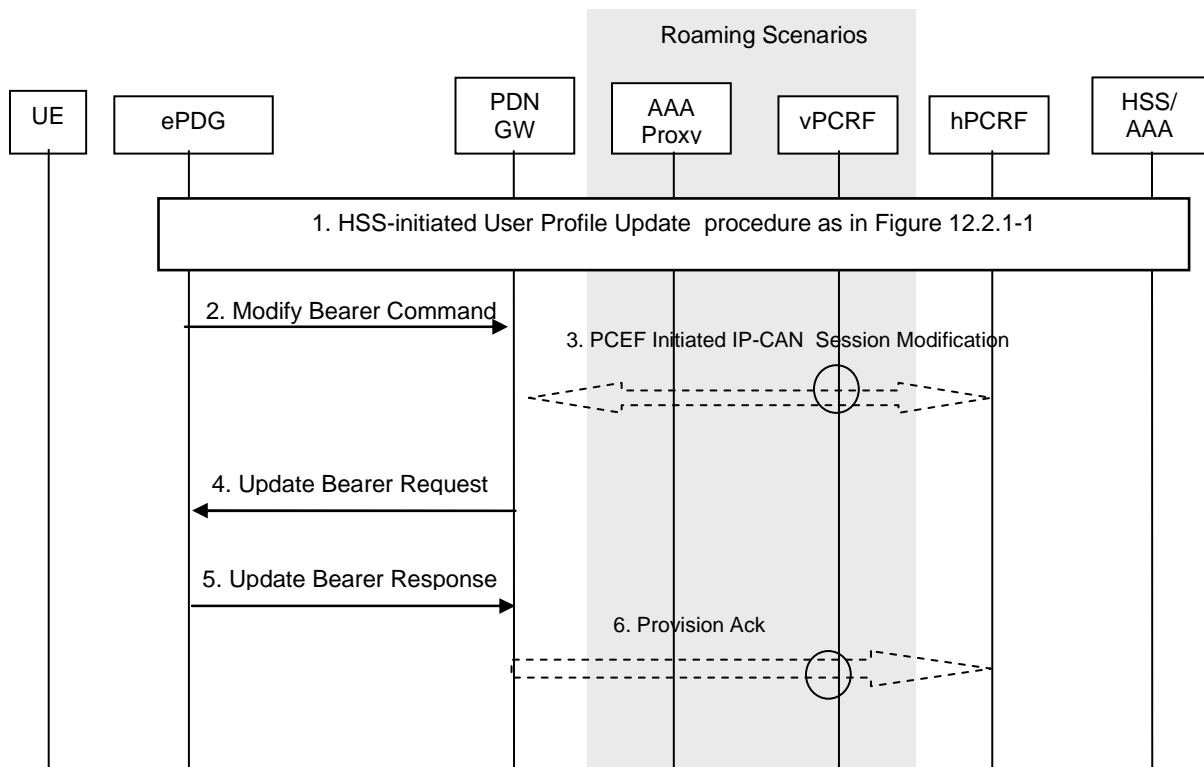 Roaming Scenarios
UE
ePDG
PDN
GW
AAA
Proxy
vPCRF
hPCRF
HSS/
AAA
1. HSS-initiated User Profile Update procedure as in Figure 12.2.1-1
2. Modify Bearer Command
3. PCEF Initiated IP-CAN Session Modification
4. Update Bearer Request
5. Update Bearer Response
6. Provision Ack